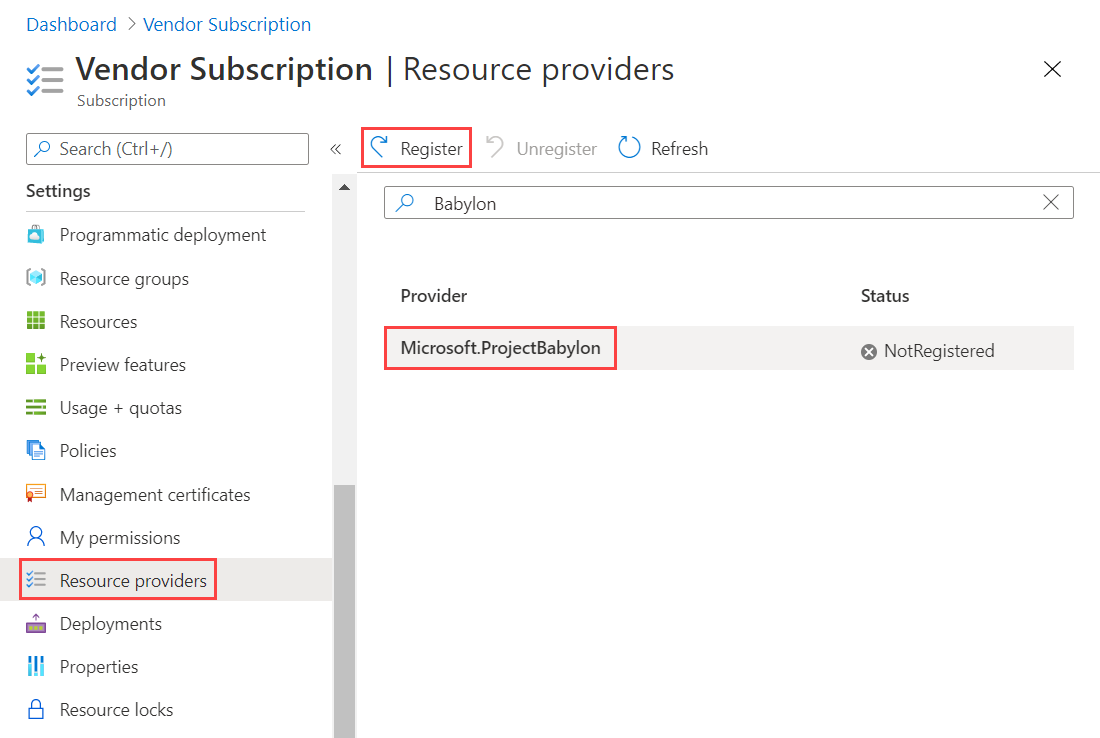 Dashboard > Vendor Subscription
Vendor Subscription | Resource providers
Subscription
Search (Ctrl+/)
«
Register
Unregister
Refresh
Settings
Programmatic deployment
Resource groups
Resources
Preview features
Usage + quotas
Policies
Management certificates
My permissions
Resource providers
Deployments
Properties
Resource locks
Babylon
Provider Status
Microsoft.ProjectBabylon NotRegistered